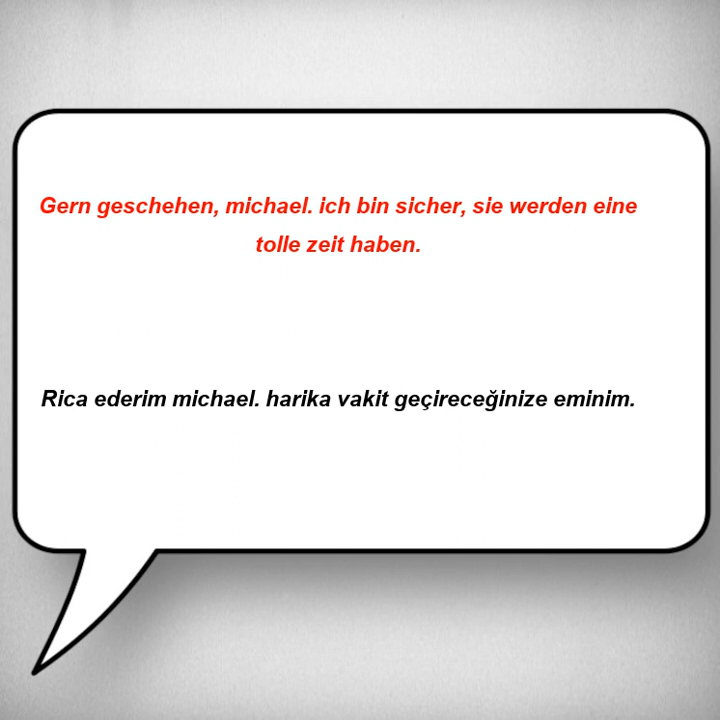 Gern geschehen, michael. ich bin sicher, sie werden eine
tolle zeit haben.
Rica ederim michael. harika vakit geçireceğinize eminim.